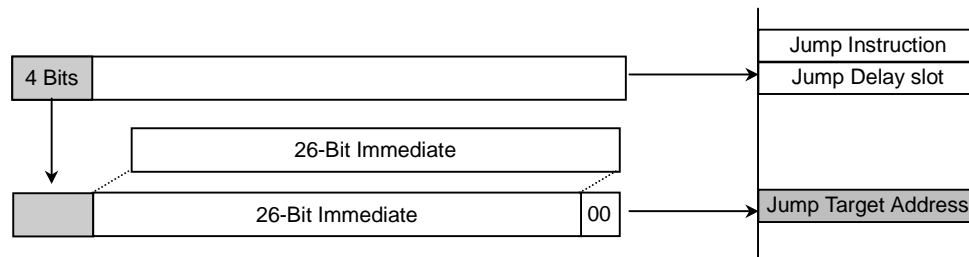 Jump Instruction
4 Bits
Jump Delay slot
26-Bit Immediate
26-Bit Immediate
00
Jump Target Address